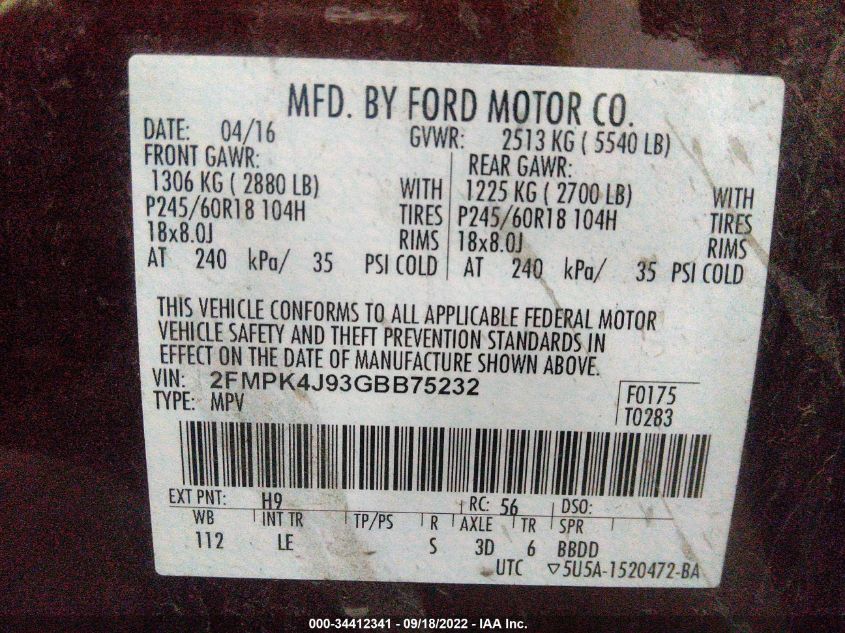 MFD. BY FORD MOTOR CO.
DATE: 04/16 GVWR: 2513 KG ( 5540 LB)
FRONT GAWR: REAR GAWR:
1306 KG ( 2880 LB) WITH 1225 KG ( 2700 LB) WITH
P245/60R18 104H TIRES P245/60R18 104H TIRES
18x8.0J RIMS 18x8.0J RIMS
AT 240 kPa/ 35 PSI COLD AT 240 kPa/ 35 PSI COLD
THIS VEHICLE CONFORMS TO ALL APPLICABLE FEDERAL MOTOR
VEHICLE SAFETY AND THEFT PREVENTION STANDARDS IN
EFFECT ON THE DATE OF MANUFACTURE SHOWN ABOVE.
VIN: 2FMPK4J93GBB75232 F0175
TYPE: MPV T0283
EXT PNT: H9 RC: 56 DSO:
WB INT TR TP/PS R AXLE TR SPR
112 LE S 3D 6 BBDD
UTC ▽5U5A-1520472-BA
000-34412341 - 09/18/2022 - IAA Inc.